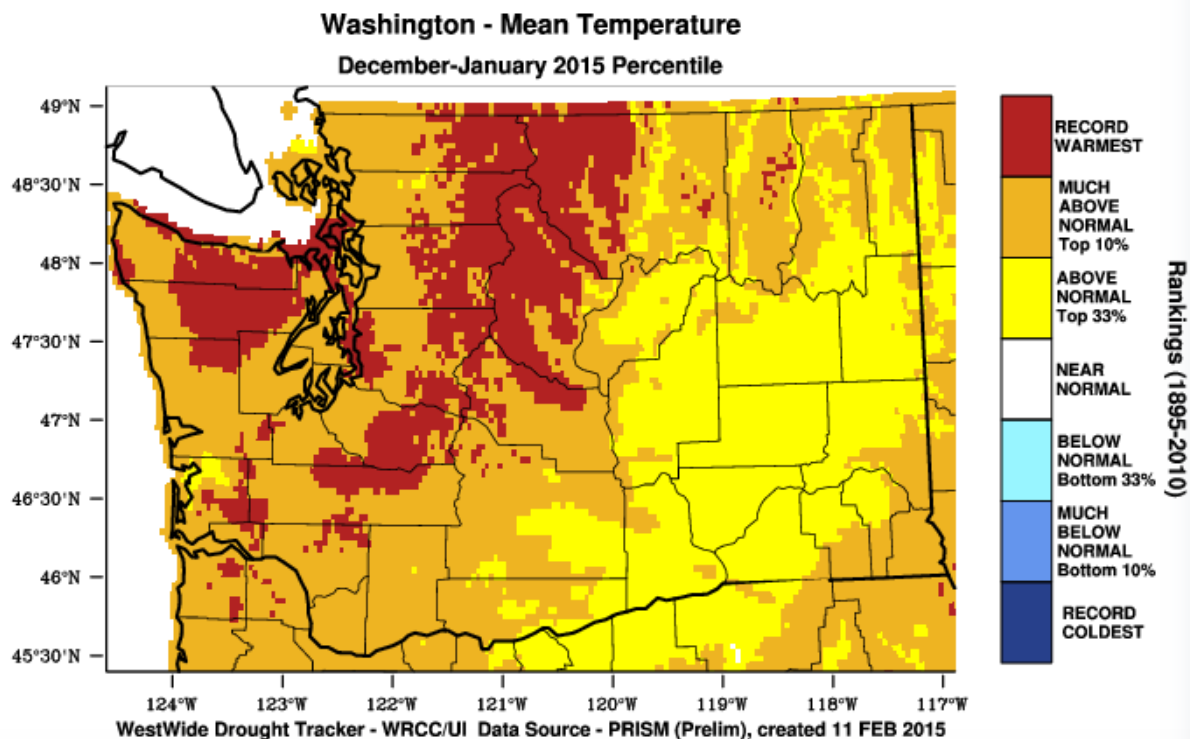 Washington - Mean Temperature
December-January 2015 Percentile
49°N
48°30'N
48°N
47°30'N
47°N
46°30'N
46°N
45°30'N
124°W
123°W
122°W
121°W
120°W
119°W
118°W
117°W
RECORD
WARMEST
MUCH
ABOVE
NORMAL
Top 10%
ABOVE
NORMAL
Top 33%
NEAR
NORMAL
BELOW
NORMAL
Bottom 33%
MUCH
BELOW
NORMAL
Bottom 10%
RECORD
COLDEST
Rankings (1895-2010)
WestWide Drought Tracker - WRCC/UI  Data Source - PRISM (Prelim), created 11 FEB 2015